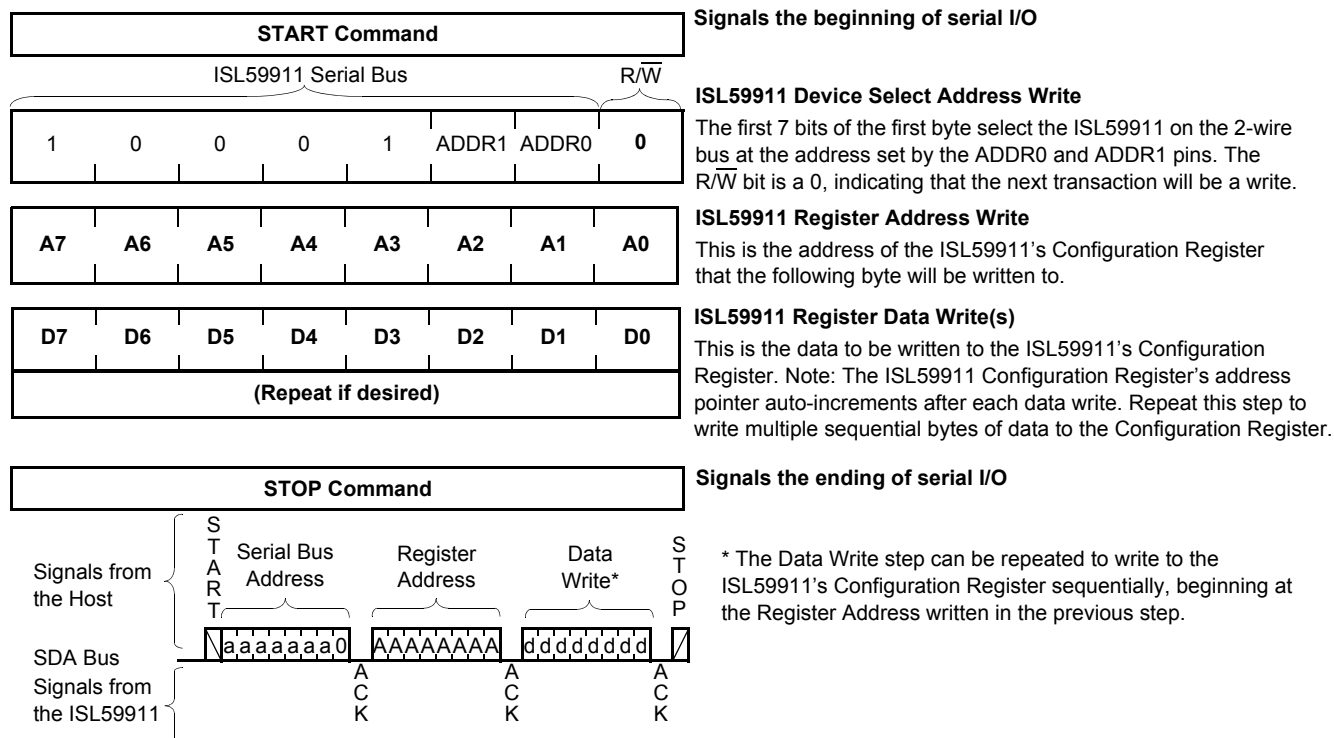 START Command
Signals the beginning of serial I/O
ISL59911 Serial Bus
R/W
1 0 0 0 1 ADDR1 ADDR0 0
ISL59911 Device Select Address Write
The first 7 bits of the first byte select the ISL59911 on the 2-wire
bus at the address set by the ADDR0 and ADDR1 pins. The
R/W bit is a 0, indicating that the next transaction will be a write.
A7 A6 A5 A4 A3 A2 A1 A0
ISL59911 Register Address Write
This is the address of the ISL59911's Configuration Register
that the following byte will be written to.
D7 D6 D5 D4 D3 D2 D1 D0
(Repeat if desired)
ISL59911 Register Data Write(s)
This is the data to be written to the ISL59911's Configuration
Register. Note: The ISL59911 Configuration Register's address
pointer auto-increments after each data write. Repeat this step to
write multiple sequential bytes of data to the Configuration Register.
STOP Command
Signals the ending of serial I/O
Signals from
the Host
START
Serial Bus
Address
Register
Address
Data
Write*
STOP
* The Data Write step can be repeated to write to the
ISL59911's Configuration Register sequentially, beginning at
the Register Address written in the previous step.
SDA Bus
a a a a a a a 0 A A A A A A A A d d d d d d d d
Signals from
the ISL59911
ACK ACK ACK